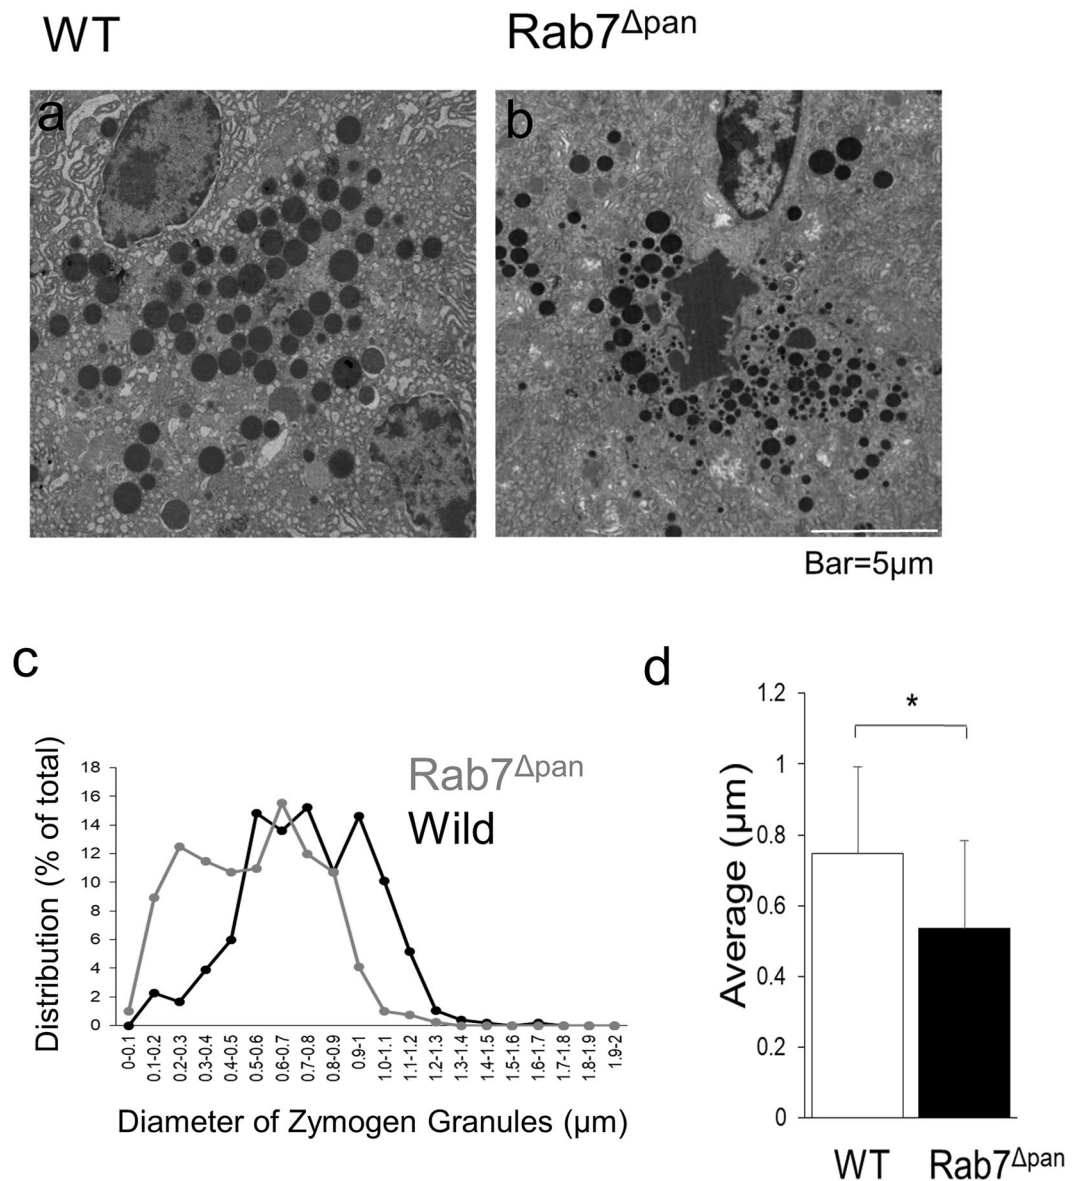 WT
Rab7Δpan
a
b
Bar=5μm
c
Distribution (% of total)
18
16
14
12
10
8
6
4
2
0
Rab7Δpan
Wild
0-0.1
0.1-0.2
0.2-0.3
0.3-0.4
0.4-0.5
0.5-0.6
0.6-0.7
0.7-0.8
0.8-0.9
0.9-1
1.0-1.1
1.1-1.2
1.2-1.3
1.3-1.4
1.4-1.5
1.5-1.6
1.6-1.7
1.7-1.8
1.8-1.9
1.9-2
Diameter of Zymogen Granules (μm)
d
Average (μm)
1.2
1
0.8
0.6
0.4
0.2
0
*
WT
Rab7Δpan